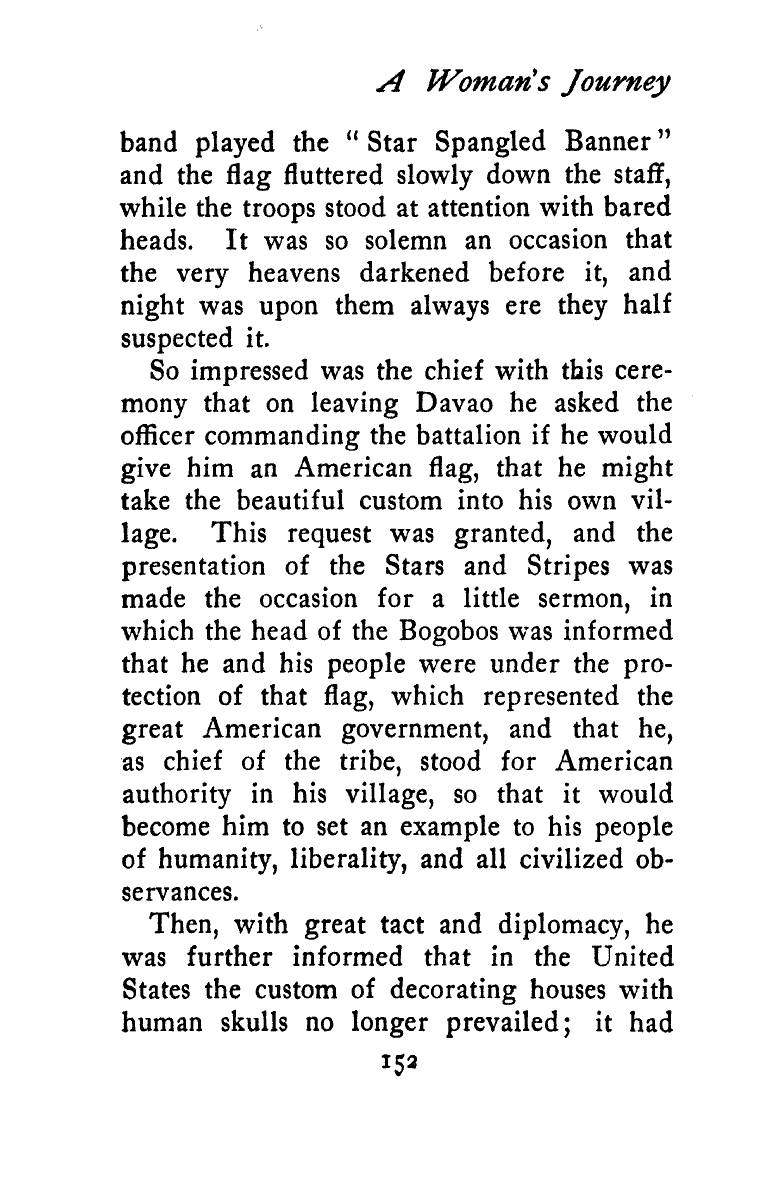 A Woman's Journey
band played the “Star Spangled Banner”
and the flag fluttered slowly down the staff,
while the troops stood at attention with bared
heads. It was so solemn an occasion that
the very heavens darkened before it, and
night was upon them always ere they half
suspected it.
So impressed was the chief with this cere-
mony that on leaving Davao he asked the
officer commanding the battalion if he would
give him an American flag, that he might
take the beautiful custom into his own vil-
lage. This request was granted, and the
presentation of the Stars and Stripes was
made the occasion for a little sermon, in
which the head of the Bogobos was informed
that he and his people were under the pro-
tection of that flag, which represented the
great American government, and that he,
as chief of the tribe, stood for American
authority in his village, so that it would
become him to set an example to his people
of humanity, liberality, and all civilized ob-
servances.
Then, with great tact and diplomacy, he
was further informed that in the United
States the custom of decorating houses with
human skulls no longer prevailed; it had
152